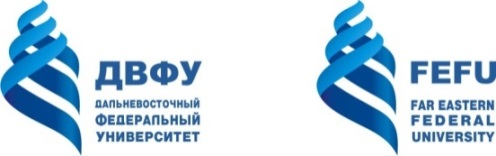 ДВФУ
ДАЛЬНЕВОСТОЧНЫЙ
ФЕДЕРАЛЬНЫЙ
УНИВЕРСИТЕТ
FEFU
FAR EASTERN
FEDERAL
UNIVERSITY